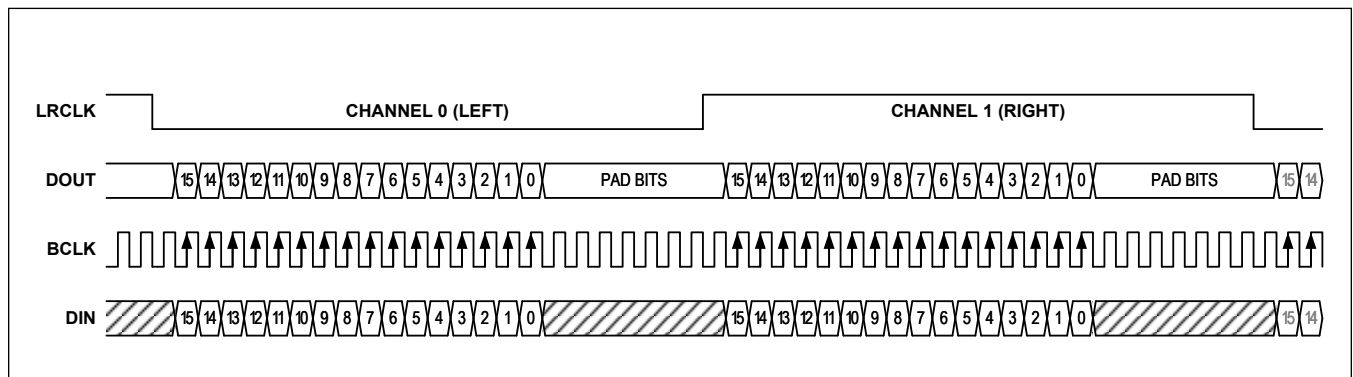 LRCLK CHANNEL 0 (LEFT) CHANNEL 1 (RIGHT)
DOUT 15 14 13 12 11 10 9 8 7 6 5 4 3 2 1 0 PAD BITS 15 14 13 12 11 10 9 8 7 6 5 4 3 2 1 0 PAD BITS 15 14
BCLK
DIN 15 14 13 12 11 10 9 8 7 6 5 4 3 2 1 0 15 14 13 12 11 10 9 8 7 6 5 4 3 2 1 0 15 14